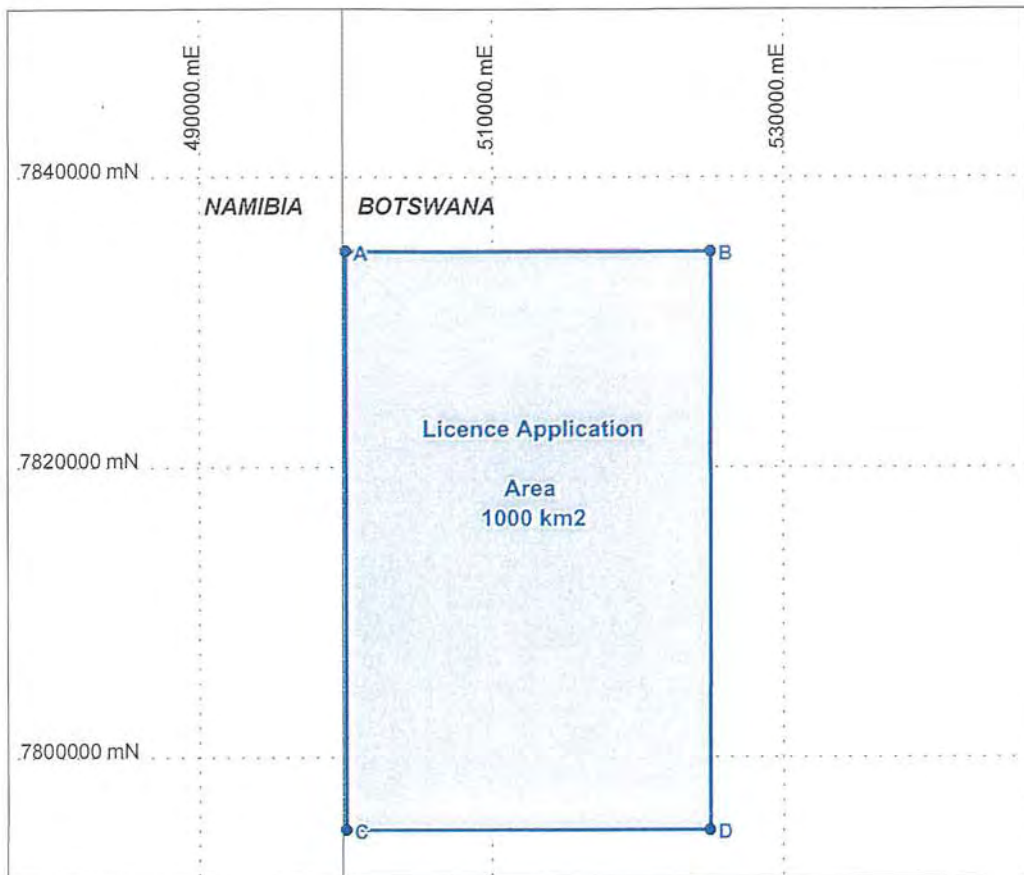 490000.mE
510000.mE
530000.mE
7840000 mN
NAMIBIA
BOTSWANA
A
B
Licence Application
7820000 mN
Area
1000 km2
7800000 mN
C
D